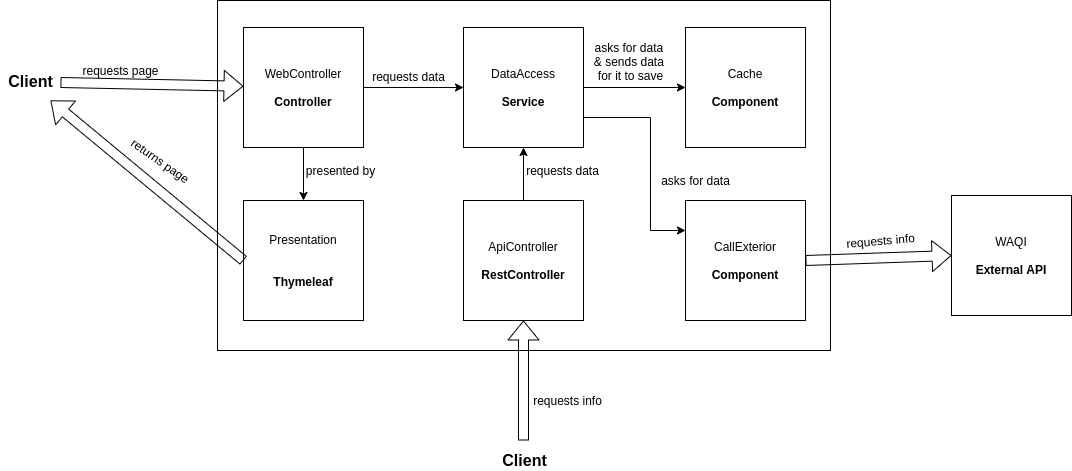 Client
requests page
WebController
Controller
requests data
DataAccess
Service
asks for data
& sends data
for it to save
Cache
Component
returns page
presented by
requests data
asks for data
Presentation
Thymeleaf
ApiController
RestController
CallExterior
Component
requests info
WAQI
External API
requests info
Client